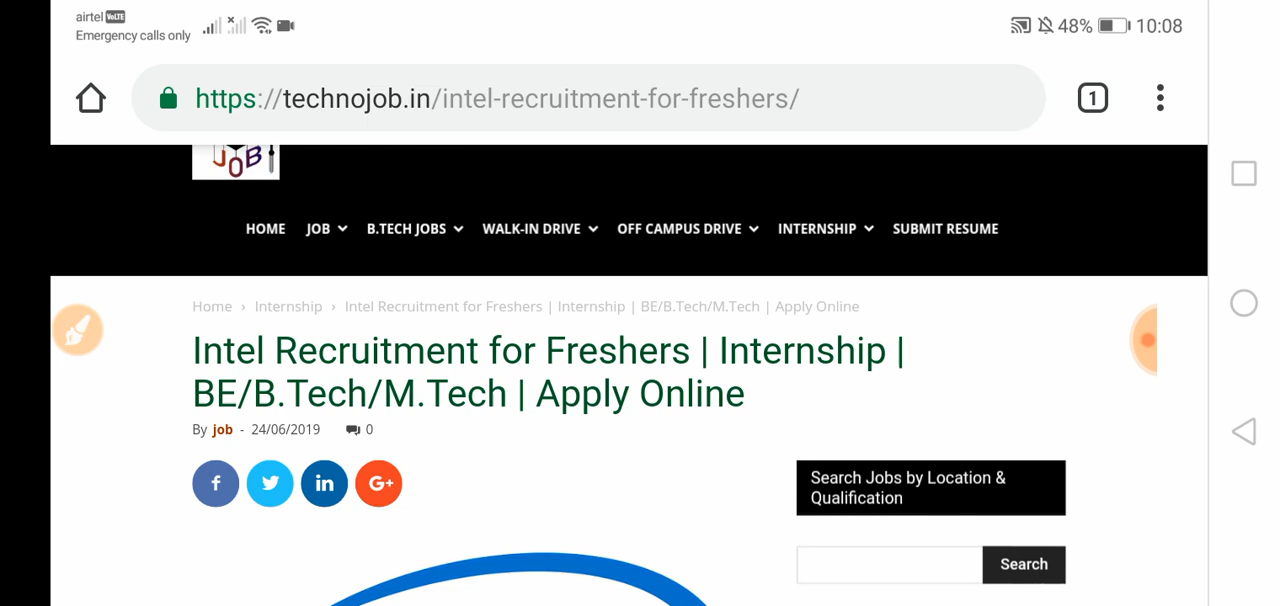 airtel VoLTE
Emergency calls only
48% 10:08
https://technojob.in/intel-recruitment-for-freshers/
1
JOB
HOME JOB B.TECH JOBS WALK-IN DRIVE OFF CAMPUS DRIVE INTERNSHIP SUBMIT RESUME
Home › Internship › Intel Recruitment for Freshers | Internship | BE/B.Tech/M.Tech | Apply Online
Intel Recruitment for Freshers | Internship |
BE/B.Tech/M.Tech | Apply Online
By job - 24/06/2019 0
f in G+
Search Jobs by Location &
Qualification
Search